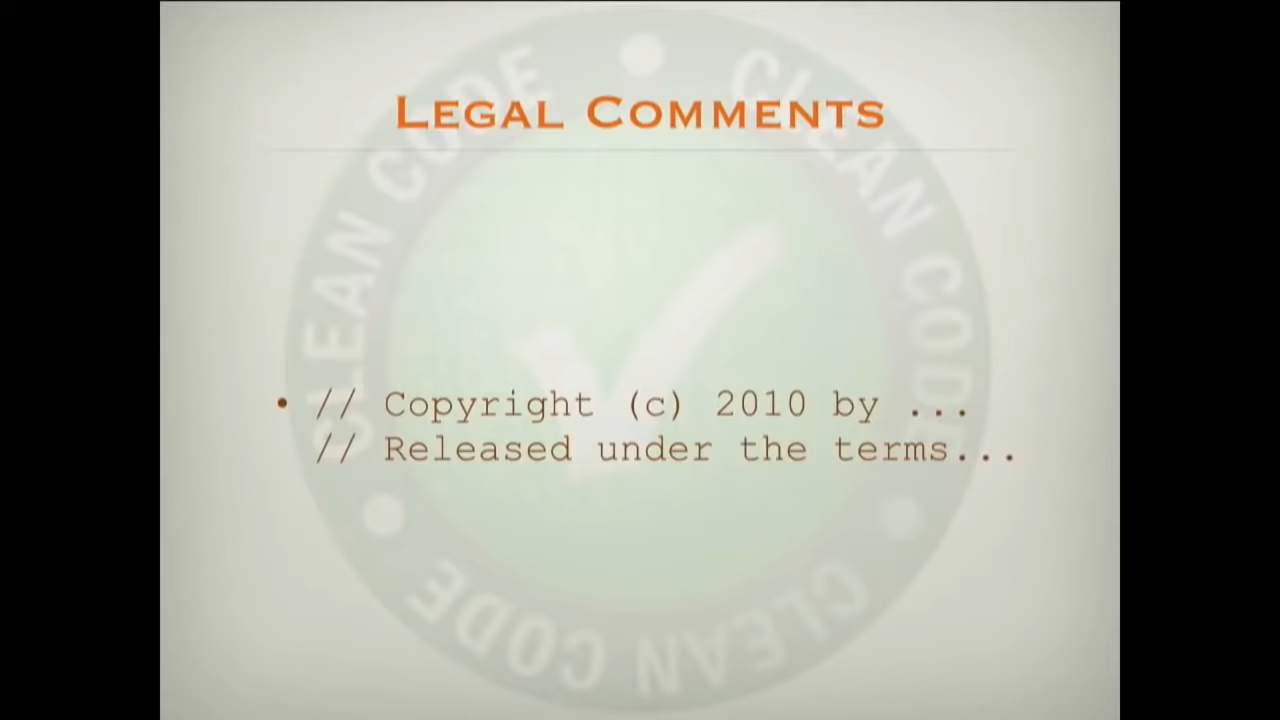 LEGAL COMMENTS
• // Copyright (c) 2010 by ...
// Released under the terms...
CLEAN CODE
CLEAN CODE
CLEAN CODE